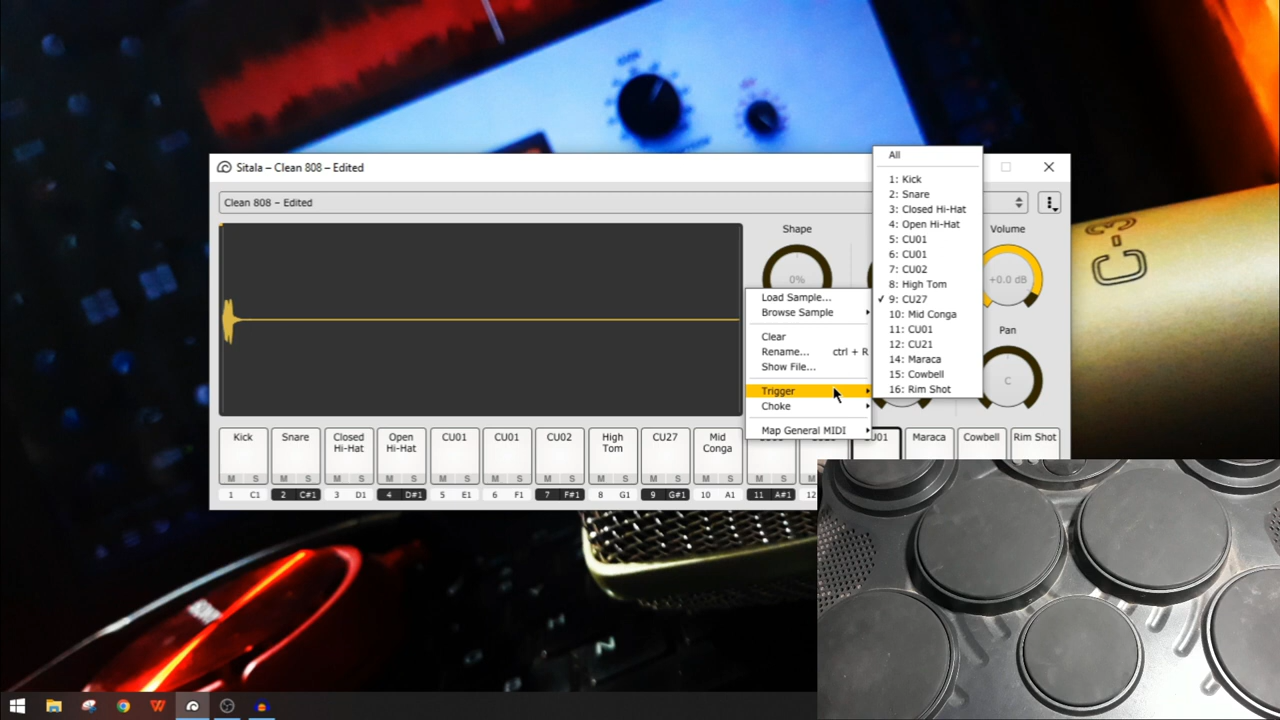 C-3
Sitala – Clean 808 – Edited
Clean 808 – Edited
Shape
0%
Volume
+0.0 dB
Pan
C
Load Sample...
Browse Sample
Clear
Rename... ctrl + R
Show File...
Trigger
Choke
Map General MIDI
All
1: Kick
2: Snare
3: Closed Hi-Hat
4: Open Hi-Hat
5: CU01
6: CU01
7: CU02
8: High Tom
✓ 9: CU27
10: Mid Conga
11: CU01
12: CU21
14: Maraca
15: Cowbell
16: Rim Shot
Kick
Snare
Closed
Hi-Hat
Open
Hi-Hat
CU01
CU01
CU02
High
Tom
CU27
Mid
Conga
Maraca
Cowbell
Rim Shot
M S M S M S M S M S M S M S M S M S M S M S M S M S M S M S M S
1 C1 2 C#1 3 D1 4 D#1 5 E1 6 F1 7 F#1 8 G1 9 G#1 10 A1 11 A#1 12